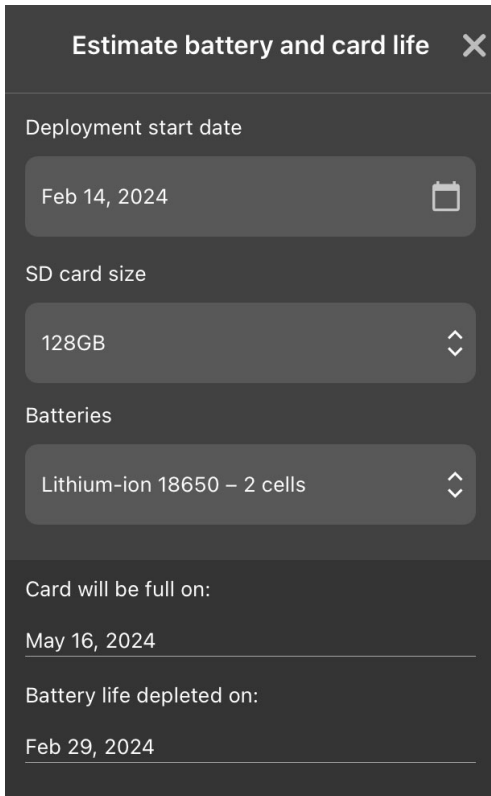 Estimate battery and card life
Deployment start date
Feb 14, 2024
SD card size
128GB
Batteries
Lithium-ion 18650 – 2 cells
Card will be full on:
May 16, 2024
Battery life depleted on:
Feb 29, 2024